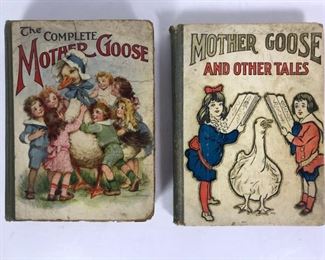 The
COMPLETE
MOTHER GOOSE
MOTHER GOOSE
AND OTHER TALES